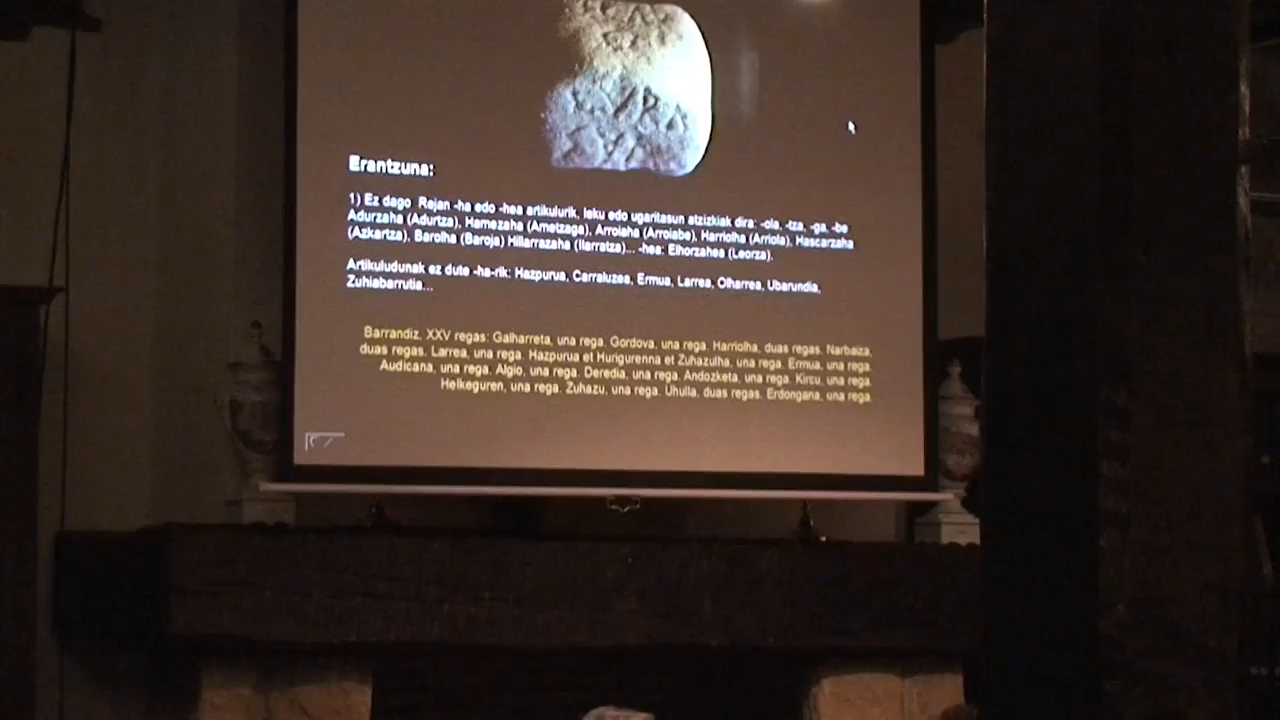 Erantzuna:
1) Ez dago Rejan -ha edo -hea artikulurik, leku edo ugaritasun atzizkiak dira: -ola, -tza, -ga, -be
Adurzaha (Adurtza), Hamezaha (Ametzaga), Arroiaha (Arroiabe), Harriolha (Arriola), Hascarzaha
(Azkartza), Barolha (Baroja) Hillarrazaha (Ilarratza)... -hea: Elhorzahea (Leorza).
Artikuludunak ez dute -ha-rik: Hazpurua, Carraluzea, Ermua, Larrea, Olharrea, Ubarundia,
Zuhiabarrutia...
Barrandiz, XXV regas: Galharreta, una rega. Gordova, una rega. Harriolha, duas regas. Narbaiza,
duas regas. Larrea, una rega. Hazpurua et Hurigurenna et Zuhazulha, una rega. Ermua, una rega.
Audicana, una rega. Algio, una rega. Deredia, una rega. Andozketa, una rega. Kircu, una rega.
Helkeguren, una rega. Zuhazu, una rega. Uhulla, duas regas. Erdongana, una rega.